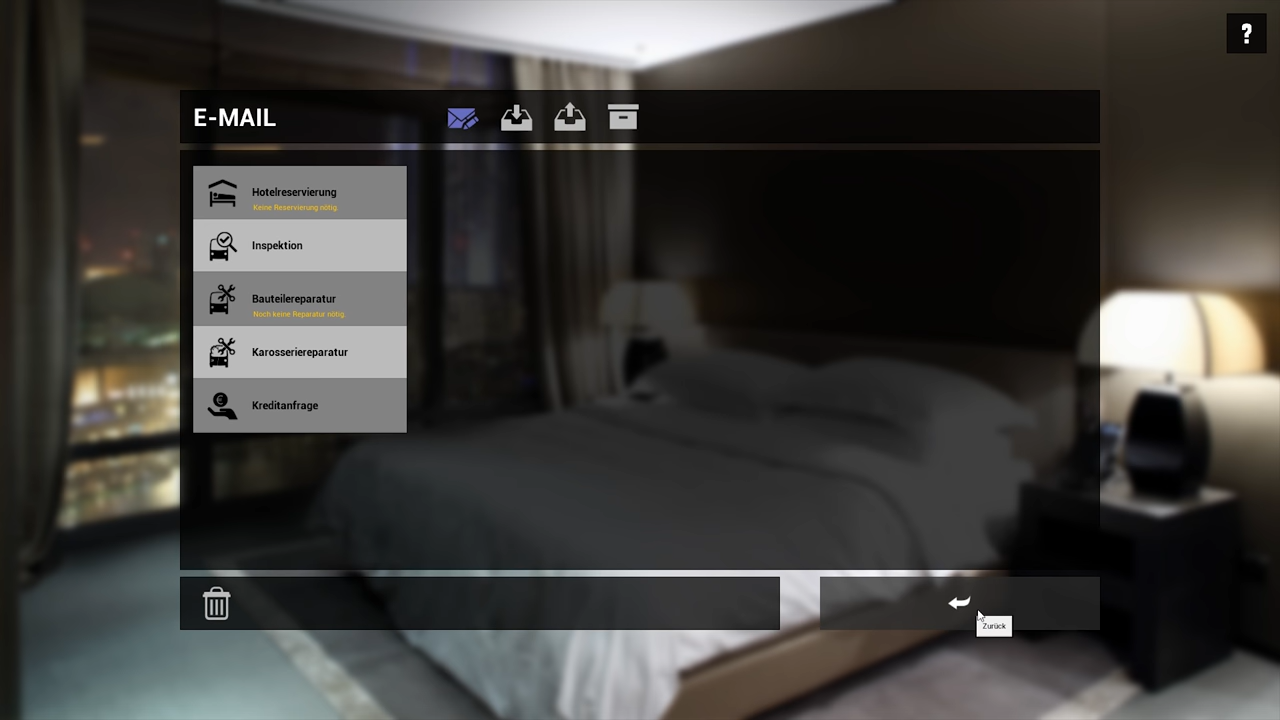 ?
E-MAIL
Hotelreservierung
Keine Reservierung nötig.
Inspektion
Bauteilereparatur
Noch keine Reparatur nötig.
Karosseriereparatur
€
Kreditanfrage
Zurück